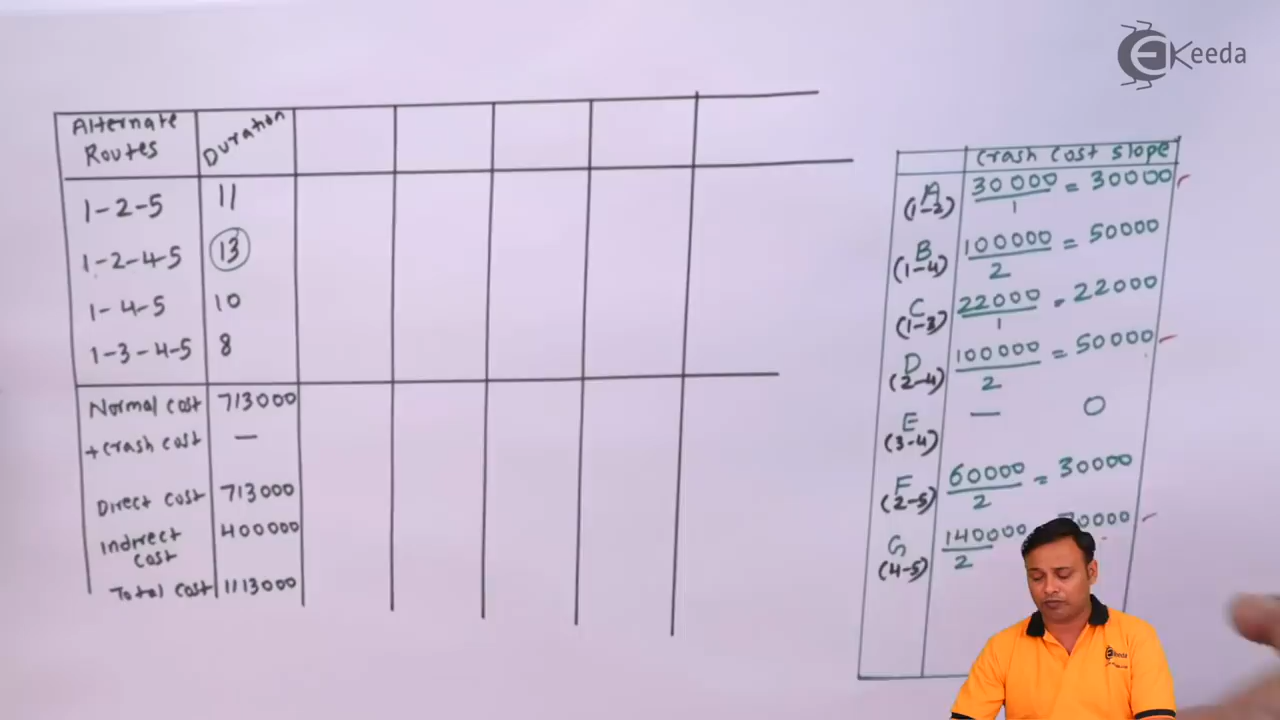 EKeeda
Alternate Routes | Duration
1-2-5 | 11
1-2-4-5 | 13
1-4-5 | 10
1-3-4-5 | 8
Normal cost | 713000
+ Crash cost | —
Direct cost | 713000
Indirect cost | 400000
Total cost | 1113000
Crash cost slope
A (1-2) | 30000/1 = 30000
B (1-4) | 100000/2 = 50000
C (1-3) | 22000/1 = 22000
D (2-4) | 100000/2 = 50000
E (3-4) | — 0
F (2-5) | 60000/2 = 30000
G (4-5) | 140000/2 0000
EKeeda